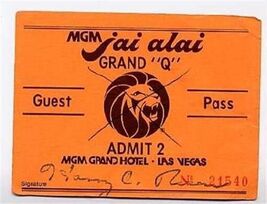 MGM jai alai
GRAND "Q"
Guest Pass
ADMIT 2
MGM GRAND HOTEL • LAS VEGAS
Nº 21540
Signature